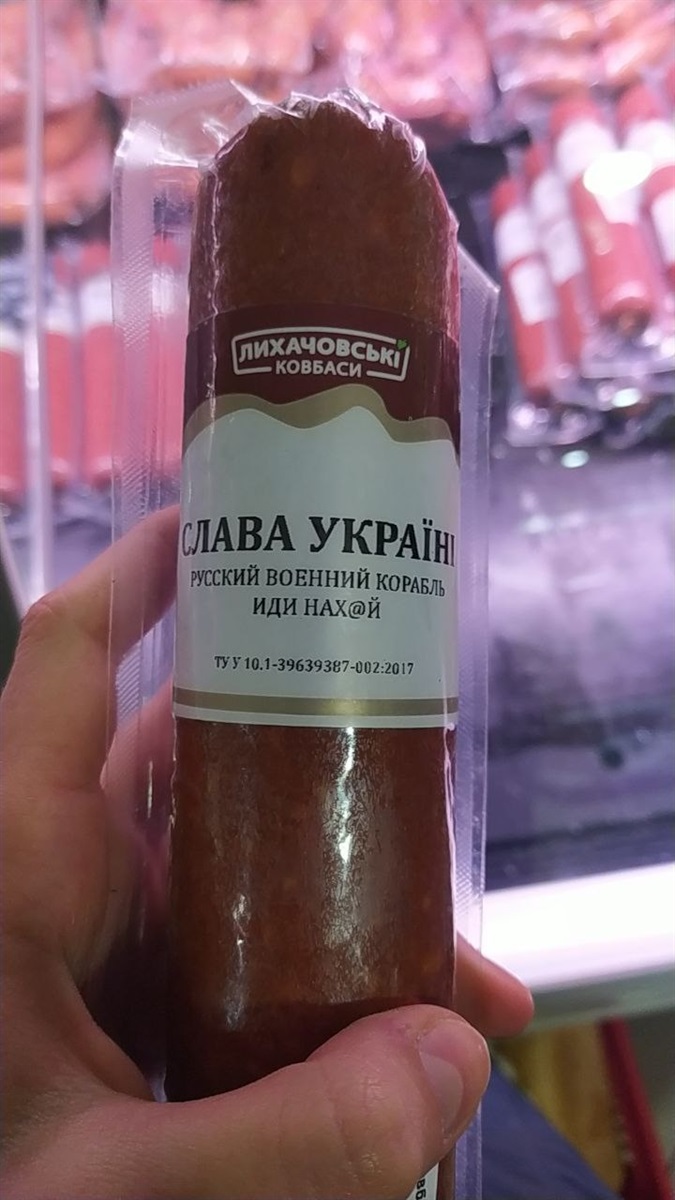 ЛИХАЧОВСЬКІ
КОВБАСИ
СЛАВА УКРАЇНІ
РУССКИЙ ВОЕННИЙ КОРАБЛЬ
ИДИ НАХ@Й
ТУ У 10.1-39639387-002:2017